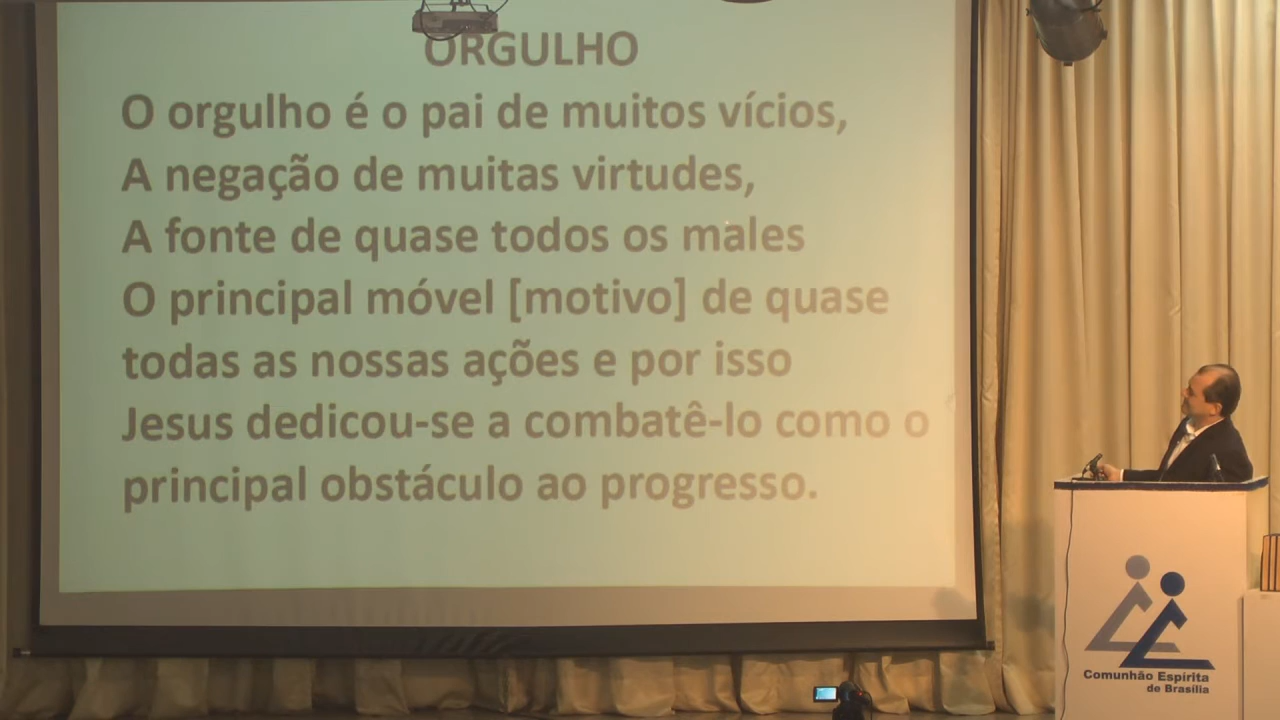 ORGULHO
O orgulho é o pai de muitos vícios,
A negação de muitas virtudes,
A fonte de quase todos os males
O principal móvel [motivo] de quase
todas as nossas ações e por isso
Jesus dedicou-se a combatê-lo como o
principal obstáculo ao progresso.
Comunhão Espírita
de Brasília